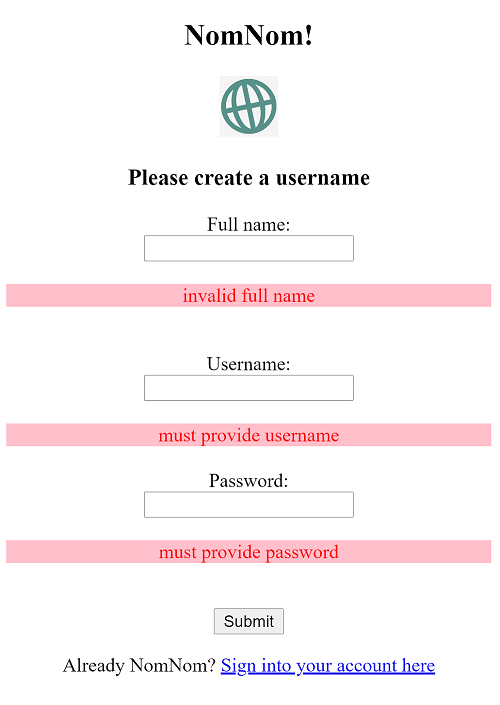 NomNom!
Please create a username
Full name:
invalid full name
Username:
must provide username
Password:
must provide password
Submit
Already NomNom? Sign into your account here